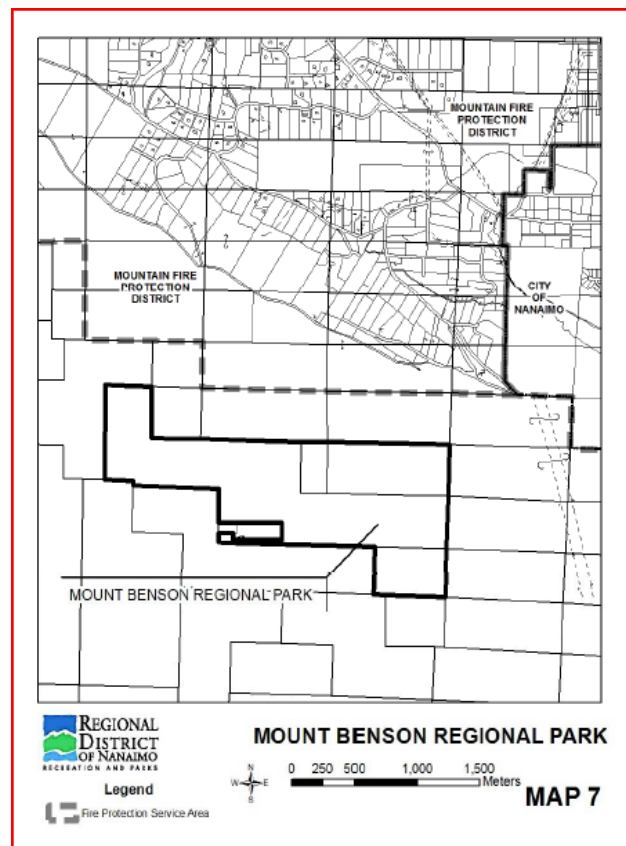 MOUNTAIN FIRE
PROTECTION
DISTRICT
MOUNTAIN FIRE
PROTECTION
DISTRICT
CITY
OF
NANAIMO
MOUNT BENSON REGIONAL PARK
REGIONAL
DISTRICT
OF NANAIMO
RECREATION AND PARKS
MOUNT BENSON REGIONAL PARK
N
W E
S
0 250 500 1,000 1,500
Meters
MAP 7
Legend
Fire Protection Service Area